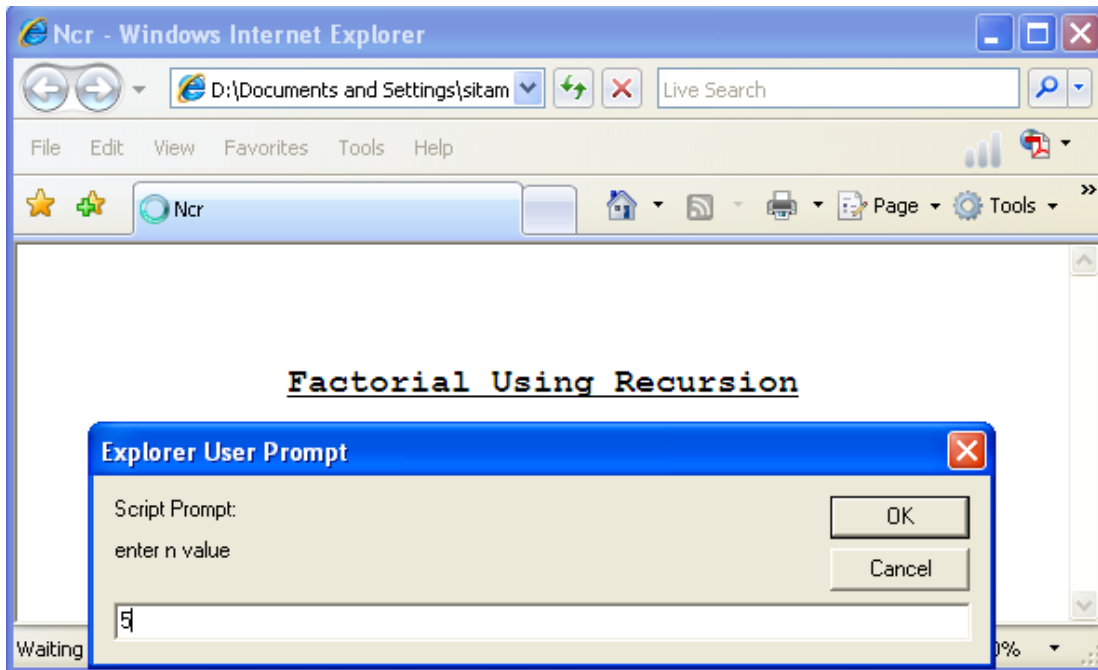 Ncr - Windows Internet Explorer
D:\Documents and Settings\sitam
Live Search
File Edit View Favorites Tools Help
Ncr
Page Tools
Factorial Using Recursion
Explorer User Prompt
Script Prompt:
OK
enter n value
Cancel
5
Waiting
0%